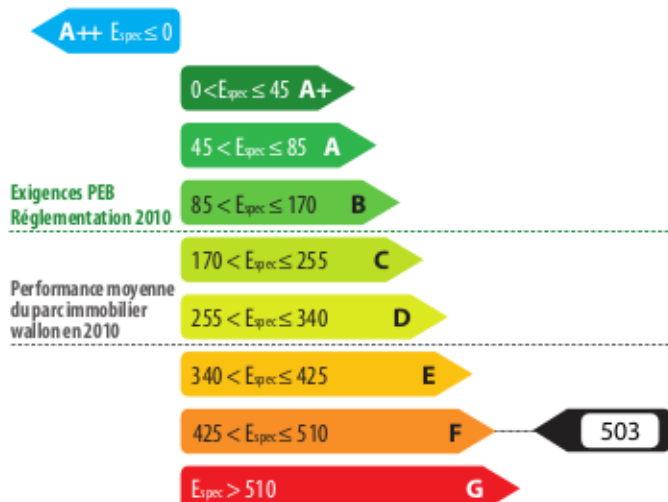 A++ Espec ≤ 0
0 < Espec ≤ 45 A+
45 < Espec ≤ 85 A
Exigences PEB
Réglementation 2010
85 < Espec ≤ 170 B
170 < Espec ≤ 255 C
Performance moyenne
du parc immobilier
wallon en 2010
255 < Espec ≤ 340 D
340 < Espec ≤ 425 E
425 < Espec ≤ 510 F
503
Espec > 510 G